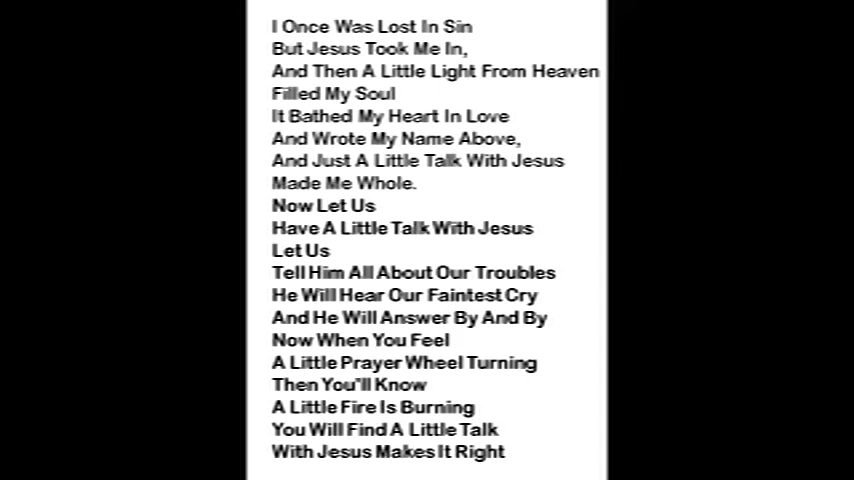 I Once Was Lost In Sin
But Jesus Took Me In,
And Then A Little Light From Heaven
Filled My Soul
It Bathed My Heart In Love
And Wrote My Name Above,
And Just A Little Talk With Jesus
Made Me Whole.
Now Let Us
Have A Little Talk With Jesus
Let Us
Tell Him All About Our Troubles
He Will Hear Our Faintest Cry
And He Will Answer By And By
Now When You Feel
A Little Prayer Wheel Turning
Then You"ll Know
A Little Fire Is Burning
You Will Find A Little Talk
With Jesus Makes It Right